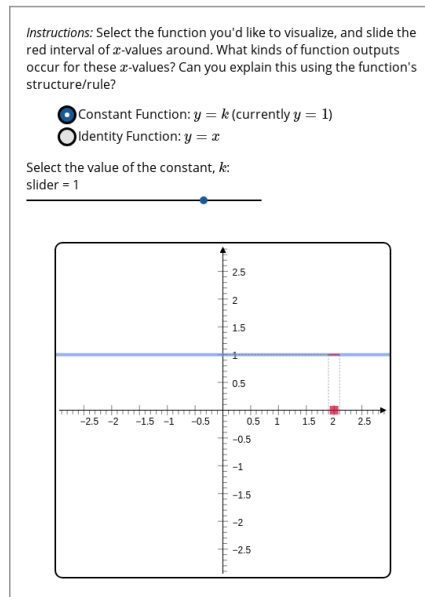 Instructions: Select the function you'd like to visualize, and slide the
red interval of x-values around. What kinds of function outputs
occur for these x-values? Can you explain this using the function's
structure/rule?
Constant Function: y = k (currently y = 1)
Identity Function: y = x
Select the value of the constant, k:
slider = 1
2.5
2
1.5
1
0.5
−2.5 −2 −1.5 −1 −0.5 0.5 1 1.5 2 2.5
−0.5
−1
−1.5
−2
−2.5